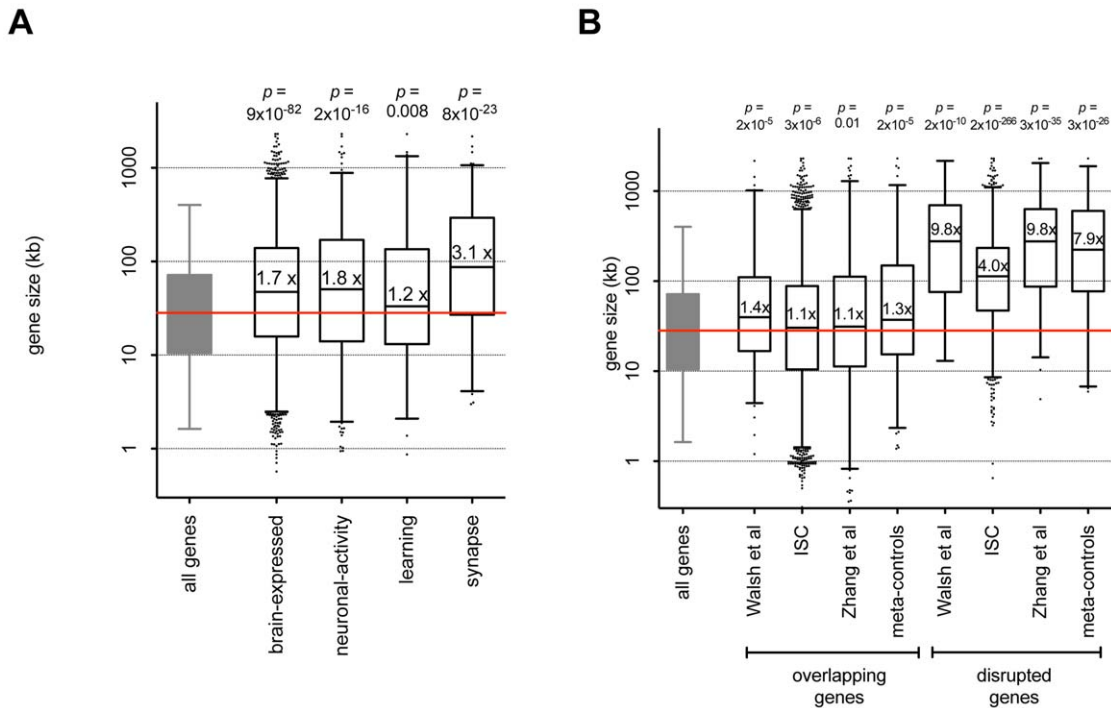 A
B
p = p = p = p =
9x10-82 2x10-16 0.008 8x10-23
gene size (kb)
1000
100
10
1
1.7 x
1.8 x
1.2 x
3.1 x
all genes
brain-expressed
neuronal-activity
learning
synapse
p = p = p = p = p = p = p = p =
2x10-5 3x10-6 0.01 2x10-5 2x10-10 2x10-266 3x10-35 3x10-26
gene size (kb)
1000
100
10
1
1.4x
1.1x
1.1x
1.3x
9.8x
4.0x
9.8x
7.9x
all genes
Walsh et al
ISC
Zhang et al
meta-controls
Walsh et al
ISC
Zhang et al
meta-controls
overlapping
genes
disrupted
genes